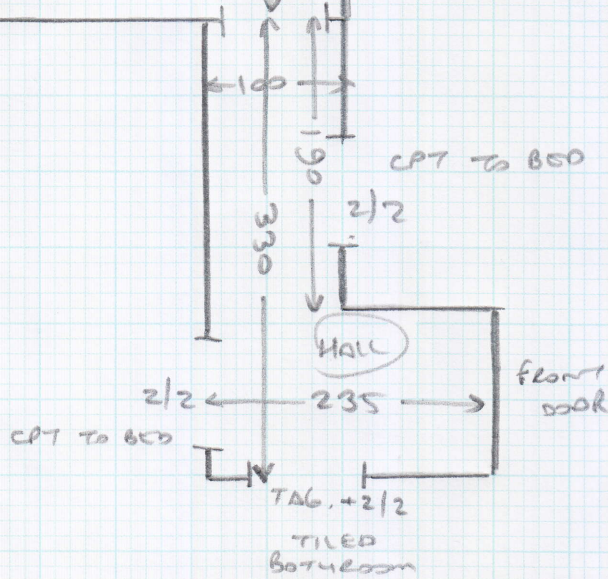 100
190
CPT TO BED
2/2
330
HALL
2/2
235
FRONT
DOOR
CPT TO BED
TAG. + 2/2
TILED
BATHROOM